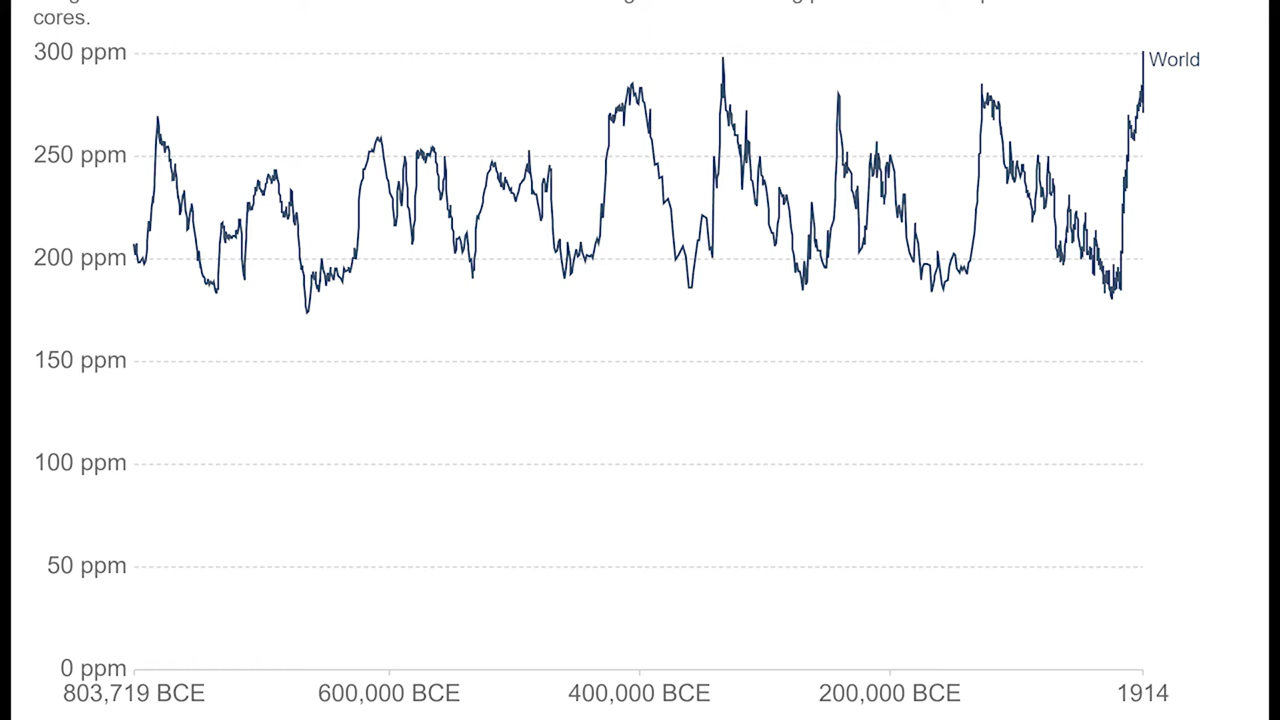 cores.
300 ppm
World
250 ppm
200 ppm
150 ppm
100 ppm
50 ppm
0 ppm
803,719 BCE 600,000 BCE 400,000 BCE 200,000 BCE 1914